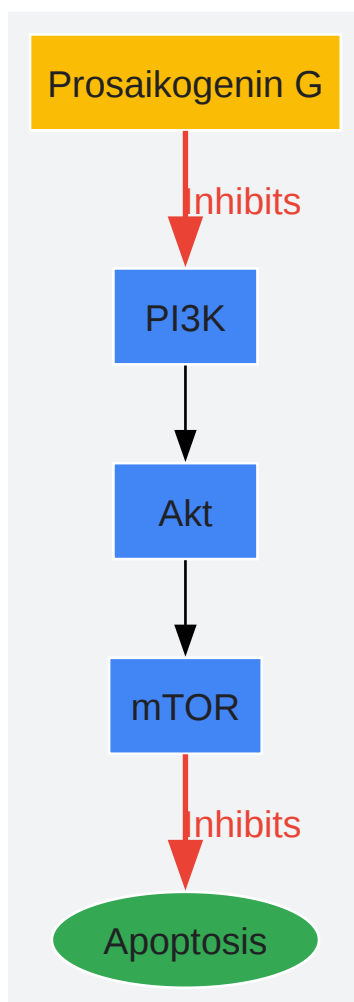 Prosaikogenin G
Inhibits
PI3K
Akt
mTOR
Inhibits
Apoptosis